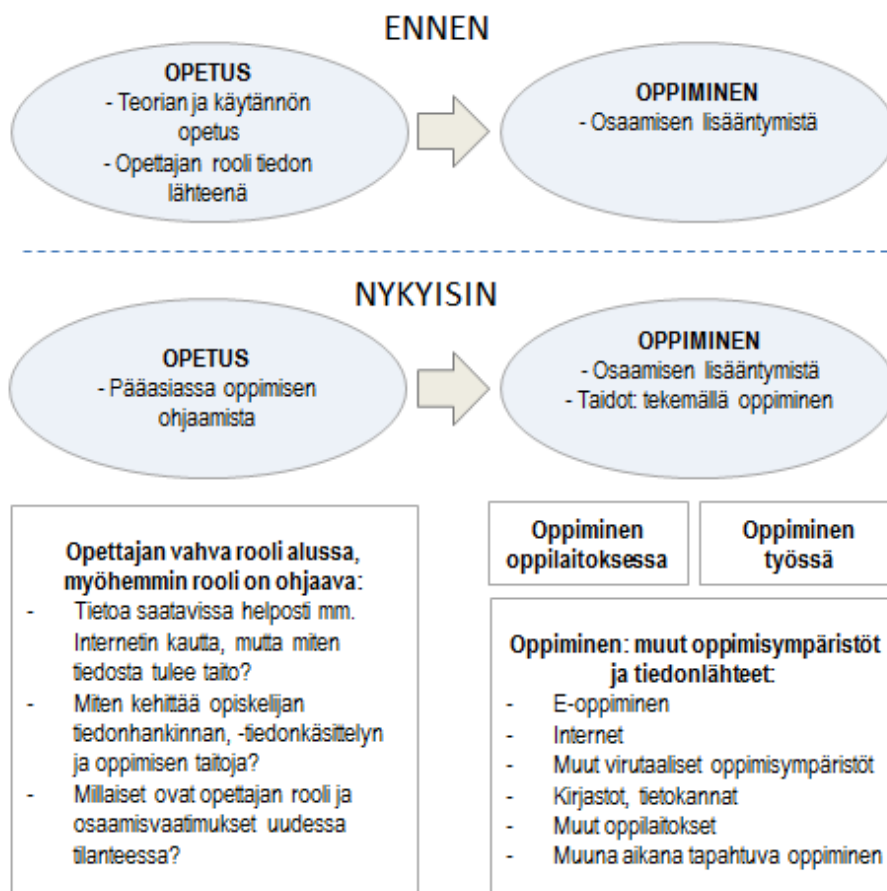 ENNEN
OPETUS
- Teorian ja käytännön
opetus
- Opettajan rooli tiedon
lähteenä
OPPIMINEN
- Osaamisen lisääntymistä
NYKYISIN
OPETUS
- Pääasiassa oppimisen
ohjaamista
OPPIMINEN
- Osaamisen lisääntymistä
- Taidot: tekemällä oppiminen
Opettajan vahva rooli alussa,
myöhemmin rooli on ohjaava:
- Tietoa saatavissa helposti mm.
Internetin kautta, mutta miten
tiedosta tulee taito?
- Miten kehittää opiskelijan
tiedonhankinnan, -tiedonkäsittelyn
ja oppimisen taitoja?
- Millaiset ovat opettajan rooli ja
osaamisvaatimukset uudessa
tilanteessa?
Oppiminen
oppilaitoksessa
Oppiminen
työssä
Oppiminen: muut oppimisympäristöt
ja tiedonlähteet:
- E-oppiminen
- Internet
- Muut virutaaliset oppimisympäristöt
- Kirjastot, tietokannat
- Muut oppilaitokset
- Muuna aikana tapahtuva oppiminen